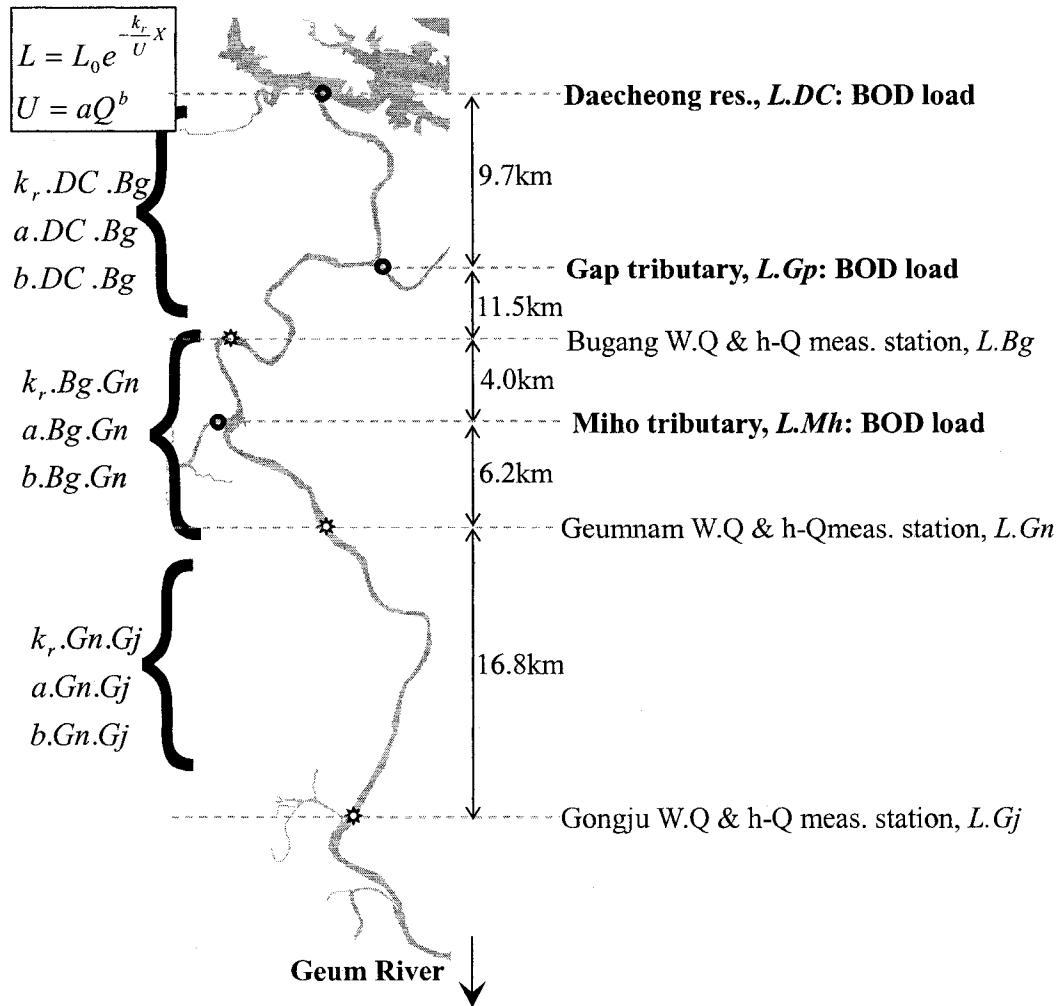 L = L₀e^{-\frac{k_r}{U}X}
U = aQ^b
Daecheong res., L.DC: BOD load
9.7km
k_r.DC.Bg
a.DC.Bg
b.DC.Bg
Gap tributary, L.Gp: BOD load
11.5km
Bugang W.Q & h-Q meas. station, L.Bg
4.0km
k_r.Bg.Gn
a.Bg.Gn
b.Bg.Gn
Miho tributary, L.Mh: BOD load
6.2km
Geumnam W.Q & h-Qmeas. station, L.Gn
k_r.Gn.Gj
a.Gn.Gj
b.Gn.Gj
16.8km
Gongju W.Q & h-Q meas. station, L.Gj
Geum River